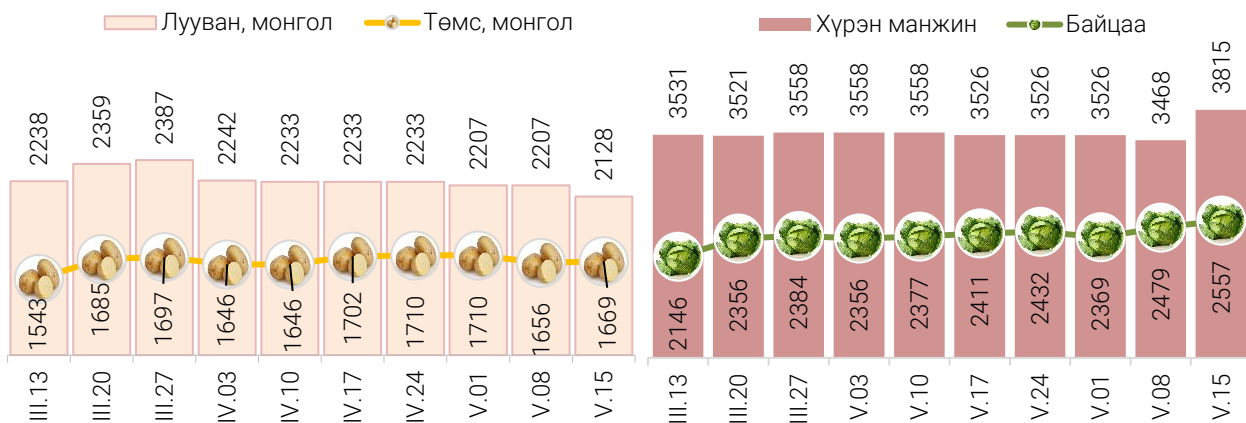 Лууван, монгол
Төмс, монгол
2238 2359 2387 2242 2233 2233 2233 2207 2207 2128
1543 1685 1697 1646 1646 1702 1710 1710 1656 1669
III.13 III.20 III.27 IV.03 IV.10 IV.17 IV.24 V.01 V.08 V.15
Хүрэн манжин
Байцаа
3531 3521 3558 3558 3558 3526 3526 3526 3468 3815
2146 2356 2384 2356 2377 2411 2432 2369 2479 2557
III.13 III.20 III.27 V.03 V.10 V.17 V.24 V.01 V.08 V.15